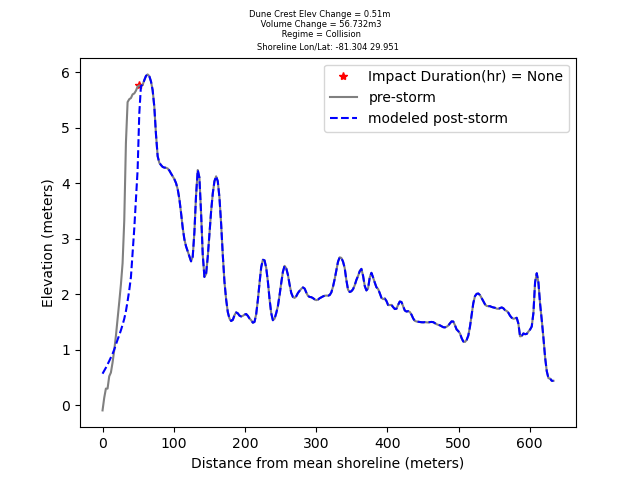 Dune Crest Elev Change = 0.51m
Volume Change = 56.732m3
Regime = Collision
Shoreline Lon/Lat: -81.304 29.951
Impact Duration(hr) = None
pre-storm
modeled post-storm
Elevation (meters)
6
5
4
3
2
1
0
0 100 200 300 400 500 600
Distance from mean shoreline (meters)